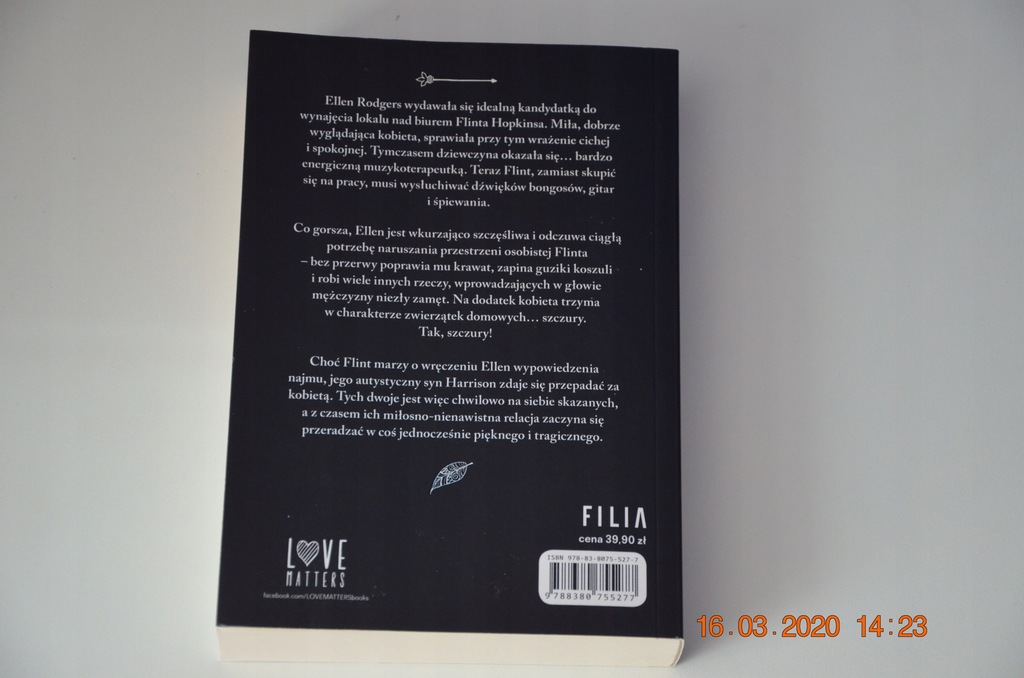 Ellen Rodgers wydawała się idealną kandydatką do
wynajęcia lokalu nad biurem Flinta Hopkinsa. Miła, dobrze
wyglądająca kobieta, sprawiała przy tym wrażenie cichej
i spokojnej. Tymczasem dziewczyna okazała się... bardzo
energiczną muzykoterapeutką. Teraz Flint, zamiast skupić
się na pracy, musi wysłuchiwać dźwięków bongosów, gitar
i śpiewania.
Co gorsza, Ellen jest wkurzająco szczęśliwa i odczuwa ciągłą
potrzebę naruszania przestrzeni osobistej Flinta
– bez przerwy poprawia mu krawat, zapina guziki koszuli
i robi wiele innych rzeczy, wprowadzających w głowie
mężczyzny niezły zamęt. Na dodatek kobieta trzyma
w charakterze zwierzątek domowych... szczury.
Tak, szczury!
Choć Flint marzy o wręczeniu Ellen wypowiedzenia
najmu, jego autystyczny syn Harrison zdaje się przepadać za
kobietą. Tych dwoje jest więc chwilowo na siebie skazanych,
a z czasem ich miłosno-nienawistna relacja zaczyna się
przeradzać w coś jednocześnie pięknego i tragicznego.
FILIA
cena 39,90 zł
ISBN 978-83-8075-527-7
9 788380 755277
LOVE
MATTERS
facebook.com/LOVEMATTERSbooks
16.03.2020 14:23